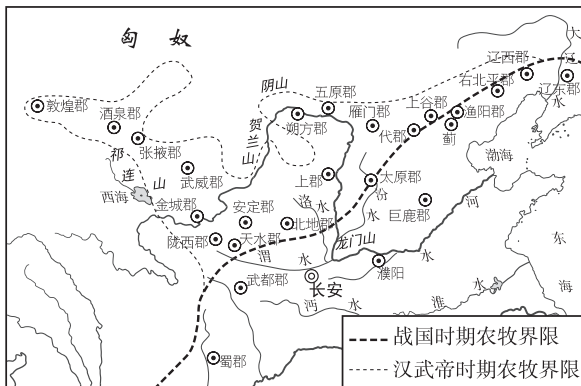 匈奴
大
辽
水
辽西郡
右北平郡
辽东郡
阴山
五原郡
上谷郡
渔阳郡
雁门郡
敦煌郡
酒泉郡
朔方郡
代郡
蓟
贺兰山
张掖郡
渤海
祁连山
武威郡
上郡
太原郡
西海
洛水
汾水
巨鹿郡
河水
金城郡
安定郡
北地郡
陇西郡
天水郡
龙门山
东海
渭水
濮阳
武都郡
长安
沔水
淮水
蜀郡
战国时期农牧界限
汉武帝时期农牧界限